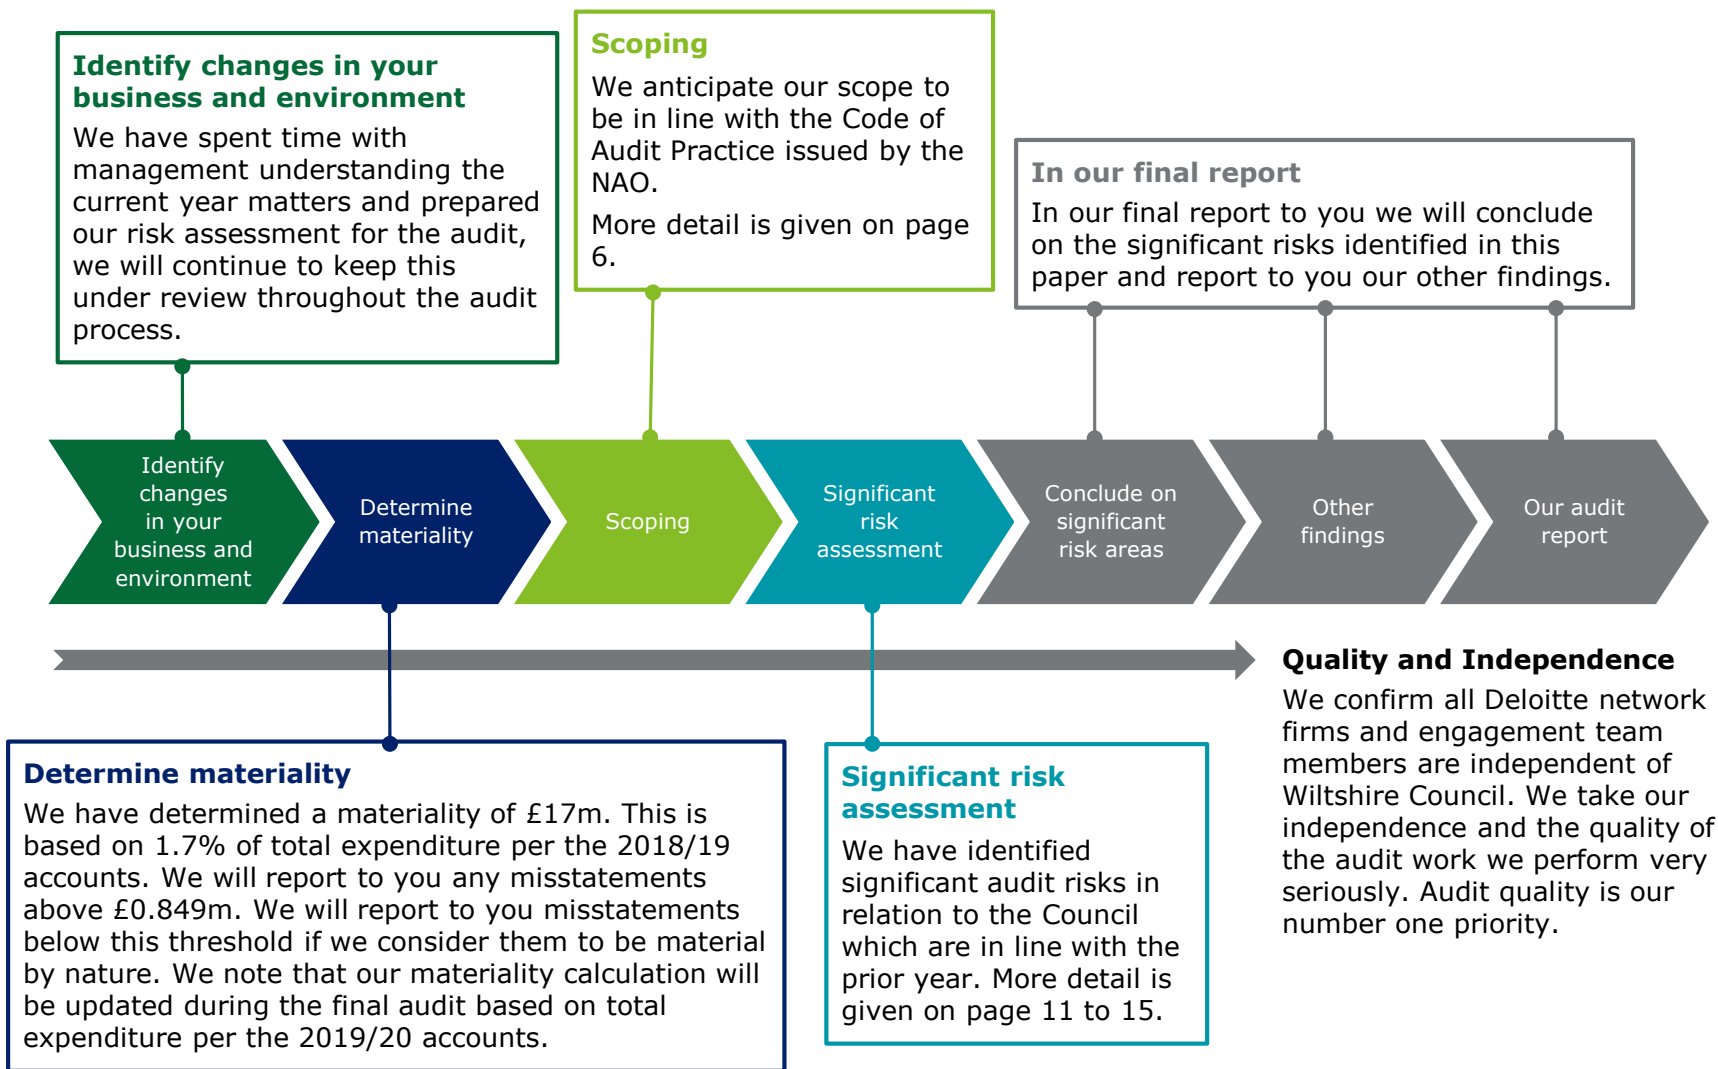 Identify changes in your
business and environment
We have spent time with
management understanding the
current year matters and prepared
our risk assessment for the audit,
we will continue to keep this
under review throughout the audit
process.
Scoping
We anticipate our scope to
be in line with the Code of
Audit Practice issued by the
NAO.
More detail is given on page
6.
In our final report
In our final report to you we will conclude
on the significant risks identified in this
paper and report to you our other findings.
Identify
changes
in your
business and
environment
Determine
materiality
Scoping
Significant
risk
assessment
Conclude on
significant
risk areas
Other
findings
Our audit
report
Determine materiality
We have determined a materiality of £17m. This is
based on 1.7% of total expenditure per the 2018/19
accounts. We will report to you any misstatements
above £0.849m. We will report to you misstatements
below this threshold if we consider them to be material
by nature. We note that our materiality calculation will
be updated during the final audit based on total
expenditure per the 2019/20 accounts.
Significant risk
assessment
We have identified
significant audit risks in
relation to the Council
which are in line with the
prior year. More detail is
given on page 11 to 15.
Quality and Independence
We confirm all Deloitte network
firms and engagement team
members are independent of
Wiltshire Council. We take our
independence and the quality of
the audit work we perform very
seriously. Audit quality is our
number one priority.